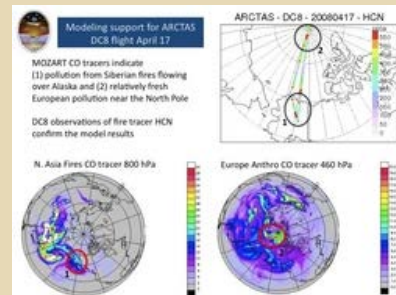 Modeling support for ARCTAS
DC8 flight April 17
MOZART CO tracers indicate
(1) pollution from Siberian fires flowing
over Alaska and (2) relatively fresh
European pollution near the North Pole
DC8 observations of fire tracer HCN
confirm the model results
ARCTAS - DC8 - 20080417 - HCN
2
1
N. Asia Fires CO tracer 800 hPa
1
Europe Anthro CO tracer 460 hPa
2